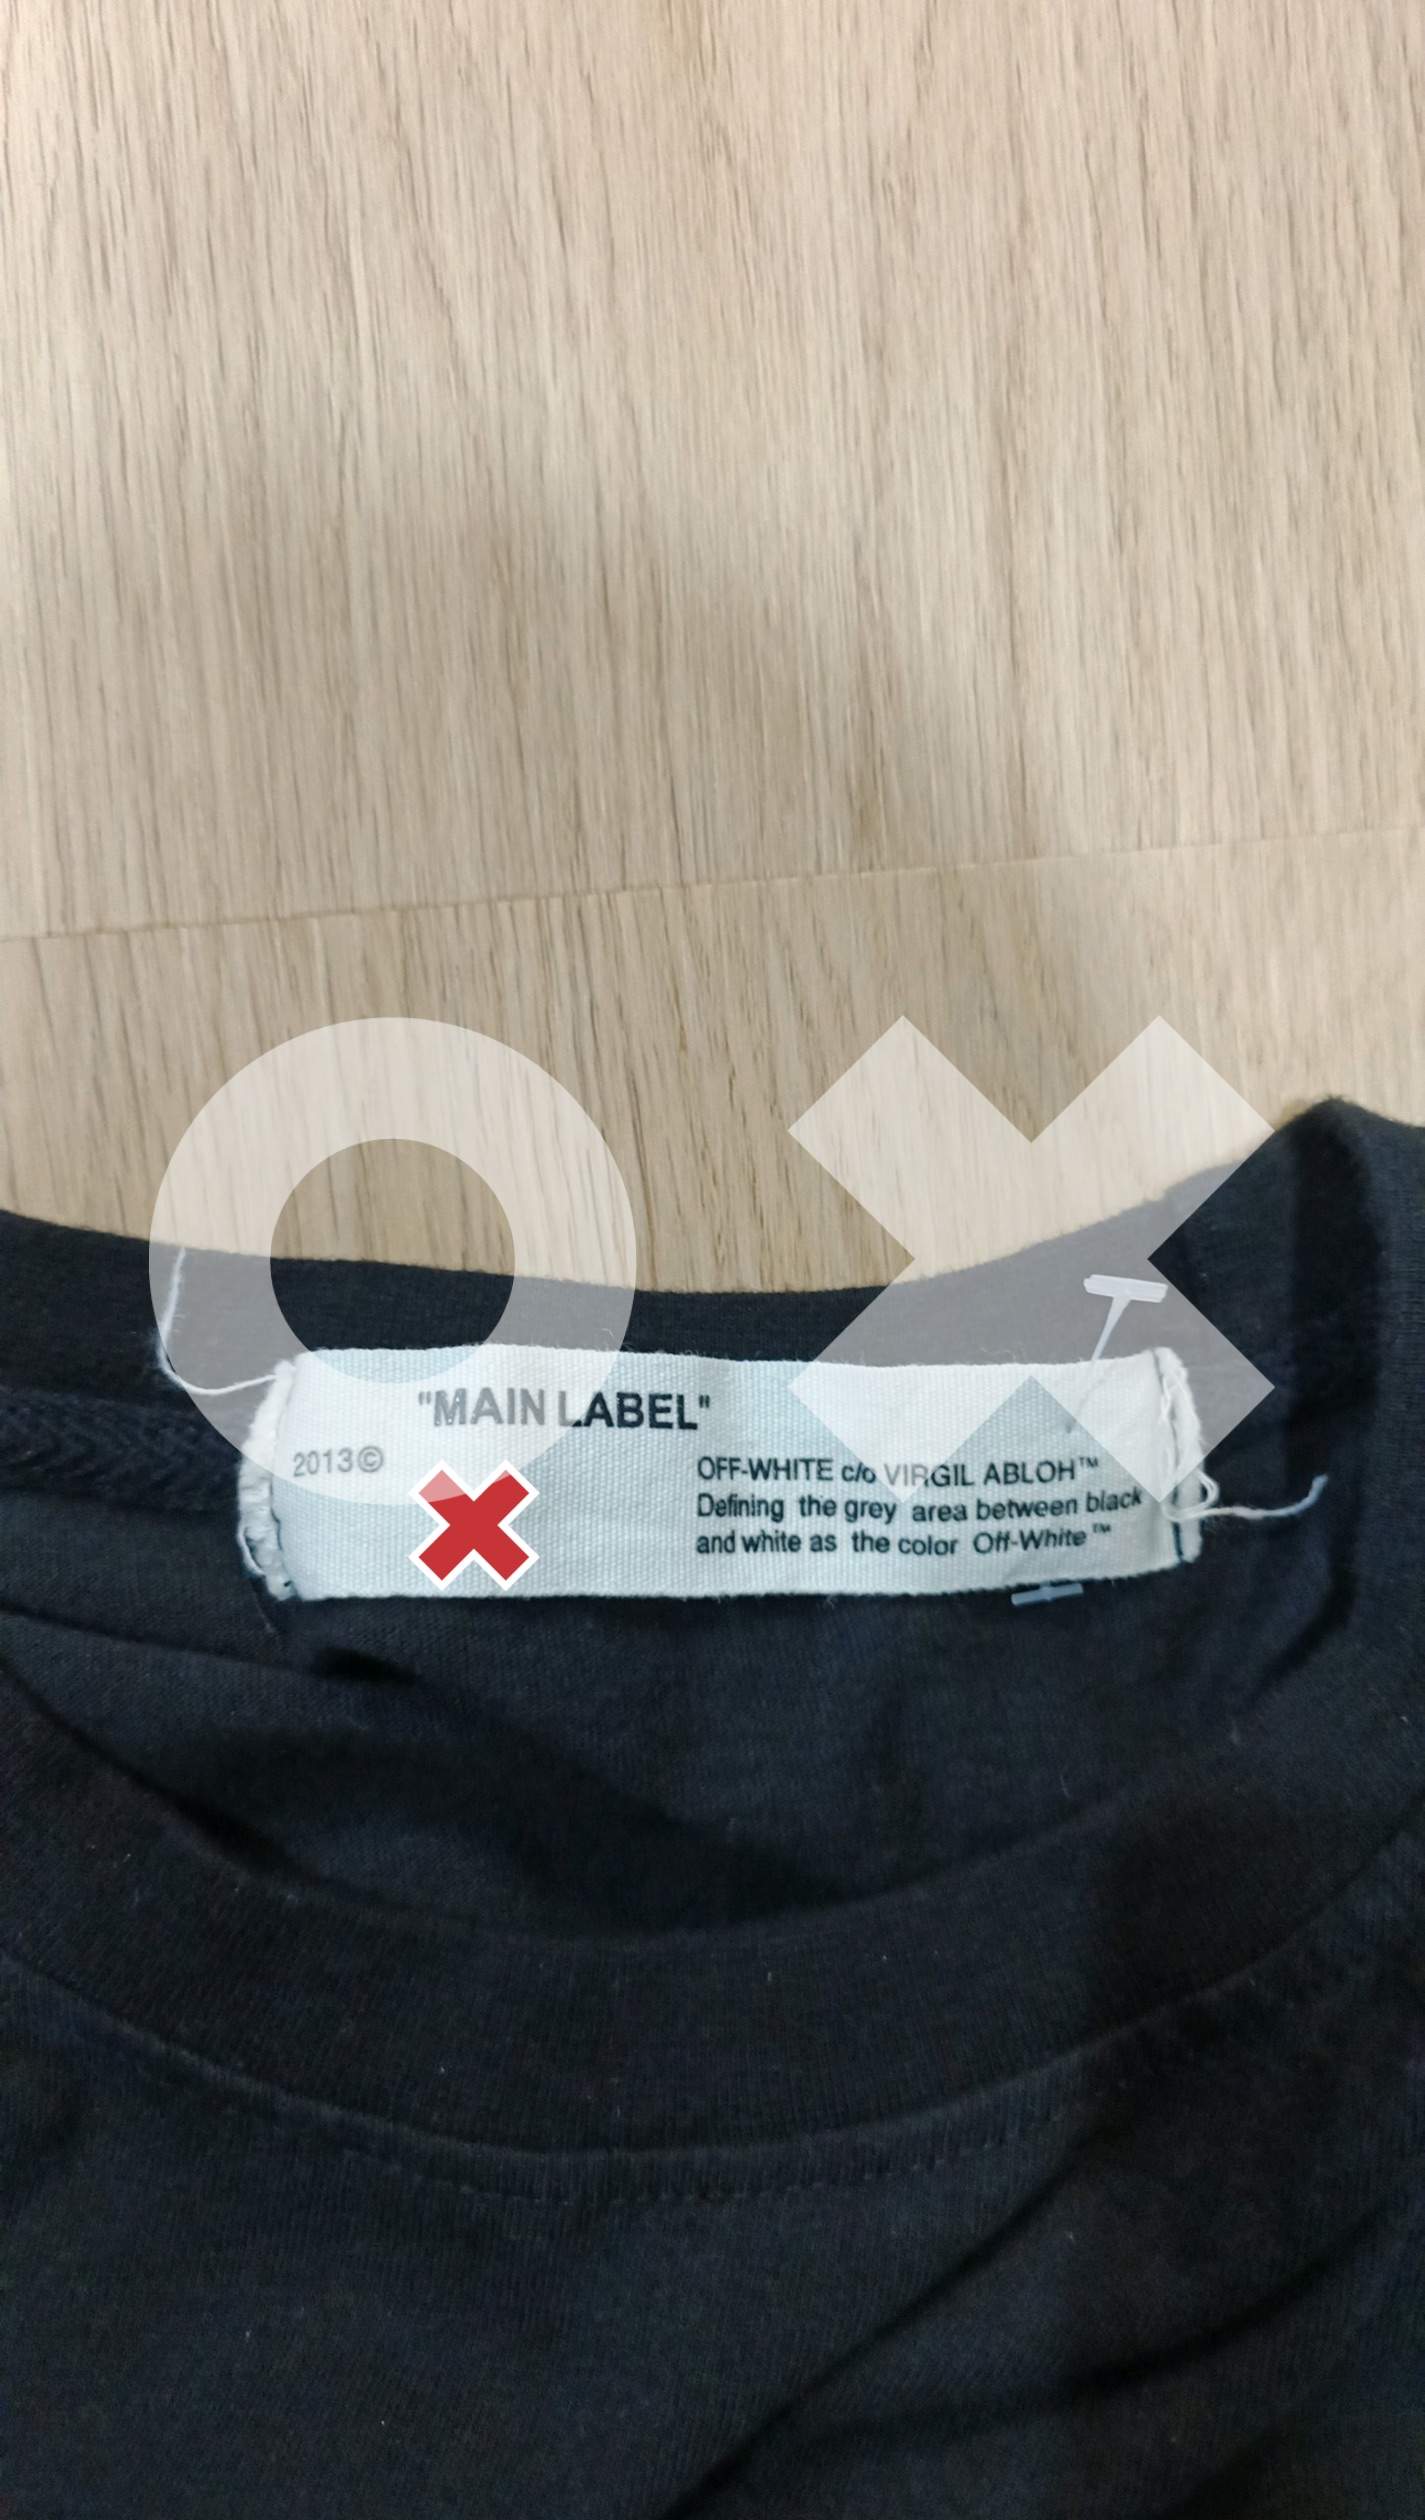 "MAIN LABEL"
2013©
OFF-WHITE c/o VIRGIL ABLOH™
Defining the grey area between black
and white as the color Off-White™